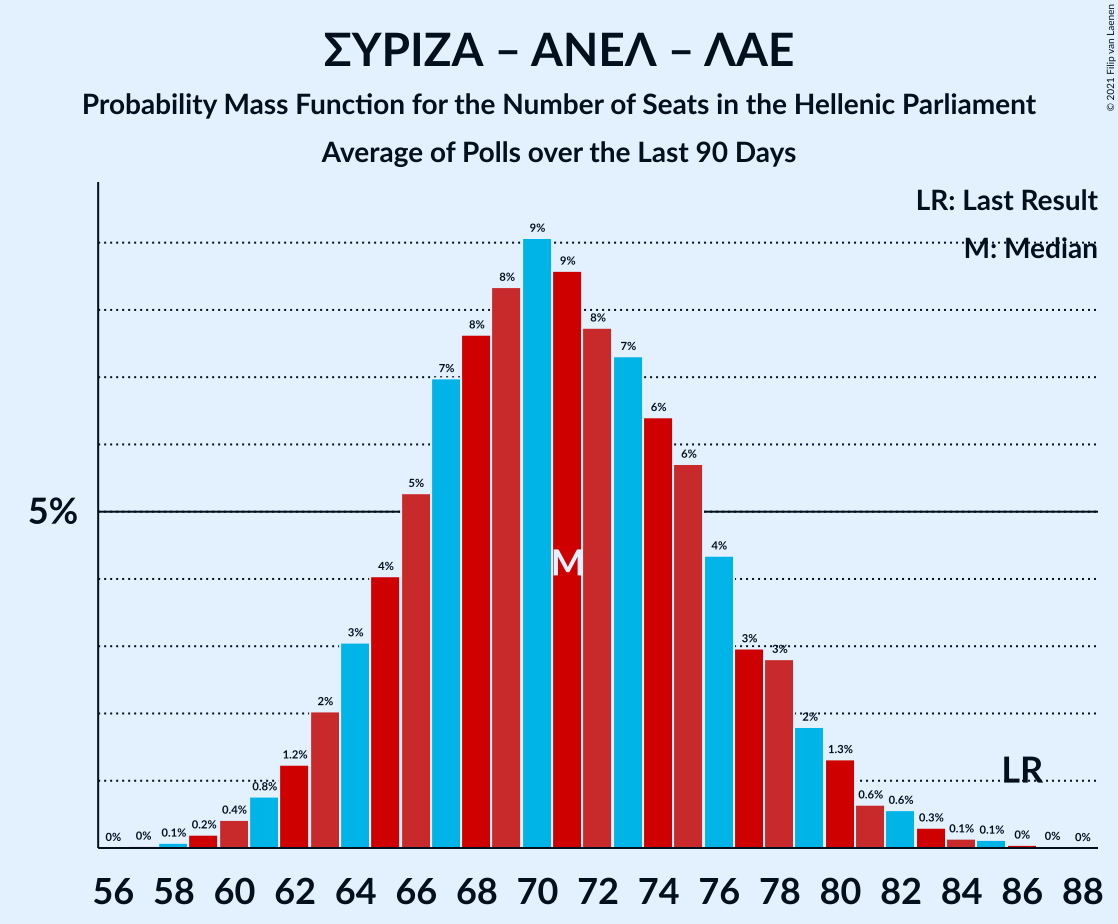 ΣΥΡΙΖΑ – ΑΝΕΛ – ΛΑΕ
Probability Mass Function for the Number of Seats in the Hellenic Parliament
Average of Polls over the Last 90 Days
© 2021 Filip van Laenen
LR: Last Result
M: Median
5%
0% 0% 0.1% 0.2% 0.4% 0.8% 1.2% 2% 3% 4% 5% 7% 8% 8% 9% 9% 8% 7% 6% 6% 4% 3% 3% 2% 1.3% 0.6% 0.6% 0.3% 0.1% 0.1% 0% 0% 0%
M
LR
56 58 60 62 64 66 68 70 72 74 76 78 80 82 84 86 88